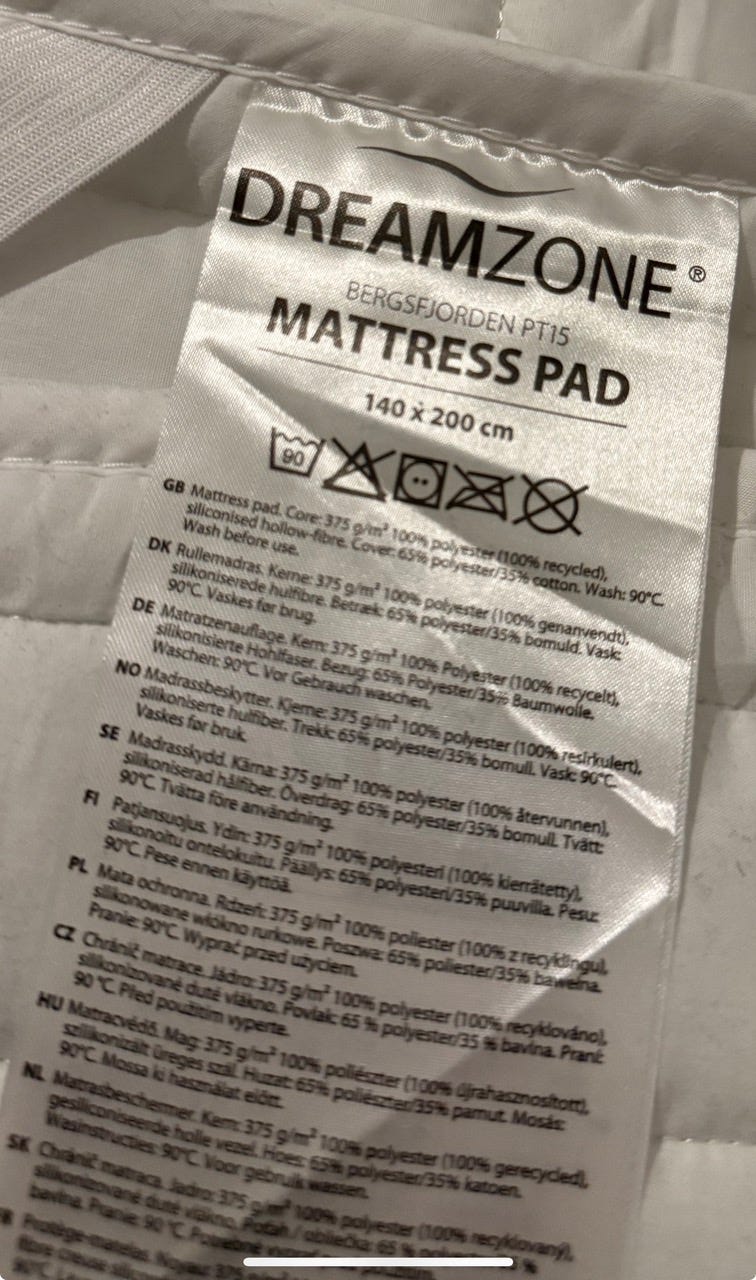 DREAMZONE®
BERGSFJORDEN PT15
MATTRESS PAD
140 x 200 cm
90
GB Mattress pad. Core: 375 g/m² 100% polyester (100% recycled),
siliconised hollow-fibre. Cover: 65% polyester/35% cotton. Wash: 90°C.
Wash before use.
DK Rullemadras. Kerne: 375 g/m² 100% polyester (100% genanvendt),
silikoniserede hulfibre. Betræk: 65% polyester/35% bomuld. Vask:
90°C. Vaskes før brug.
DE Matratzenauflage. Kern: 375 g/m² 100% Polyester (100% recycelt),
silikonisierte Hohlfaser. Bezug: 65% Polyester/35% Baumwolle.
Waschen: 90°C. Vor Gebrauch waschen.
NO Madrassbeskytter. Kjerne: 375 g/m² 100% polyester (100% resirkulert),
silikoniserte hulfiber. Trekk: 65% polyester/35% bomull. Vask: 90°C.
Vaskes før bruk.
SE Madrasskydd. Kärna: 375 g/m² 100% polyester (100% återvunnen),
silikoniserad hålfiber. Överdrag: 65% polyester/35% bomull. Tvätt:
90°C. Tvätta före användning.
FI Patjansuojus. Ydin: 375 g/m² 100% polyesteri (100% kierrätetty),
silikonoitu ontelokuitu. Päällys: 65% polyesteri/35% puuvilla. Pesu:
90°C. Pese ennen käyttöä.
PL Mata ochronna. Rdzeń: 375 g/m² 100% poliester (100% z recyklingu),
silikonowane włókno rurkowe. Poszwa: 65% poliester/35% bawełna.
Pranie: 90°C. Wyprać przed użyciem.
CZ Chránič matrace. Jádro: 375 g/m² 100% polyester (100% recyklováno),
silikonizované duté vlákno. Povlak: 65 % polyester/35 % bavlna. Praní:
90 °C. Před použitím vyperte.
HU Matracvédő. Mag: 375 g/m² 100% poliészter (100% újrahasznosított),
szilikonizált üreges szál. Huzat: 65% poliészter/35% pamut. Mosás:
90°C. Mossa ki használat előtt.
NL Matrasbeschermer. Kern: 375 g/m² 100% polyester (100% gerecycled),
gesiliconiseerde holle vezel. Hoes: 65% polyester/35% katoen.
Wasinstructies: 90°C. Voor gebruik wassen.
SK Chránič matraca. Jadro: 375 g/m² 100% polyester (100% recyklovaný),
silikonizované duté vlákno. Poťah / obliečka: 65 %
bavlna. Pranie: 90 °C.
Protège-matelas. Noyau: 375
fibre creuse
90°C.